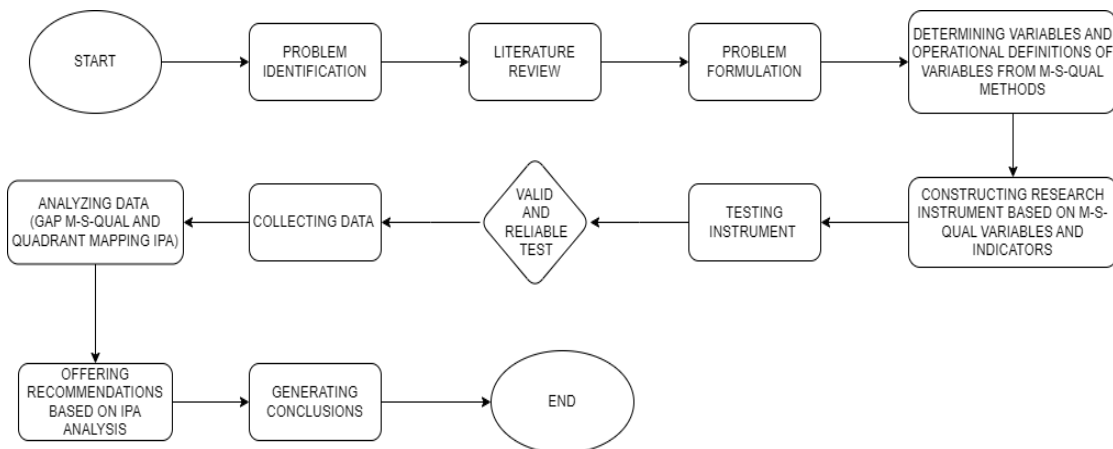 START
PROBLEM
IDENTIFICATION
LITERATURE
REVIEW
PROBLEM
FORMULATION
DETERMINING VARIABLES AND
OPERATIONAL DEFINITIONS OF
VARIABLES FROM M-S-QUAL
METHODS
CONSTRUCTING RESEARCH
INSTRUMENT BASED ON M-S-
QUAL VARIABLES AND
INDICATORS
TESTING
INSTRUMENT
VALID
AND
RELIABLE
TEST
COLLECTING DATA
ANALYZING DATA
(GAP M-S-QUAL AND
QUADRANT MAPPING IPA)
OFFERING
RECOMMENDATIONS
BASED ON IPA
ANALYSIS
GENERATING
CONCLUSIONS
END